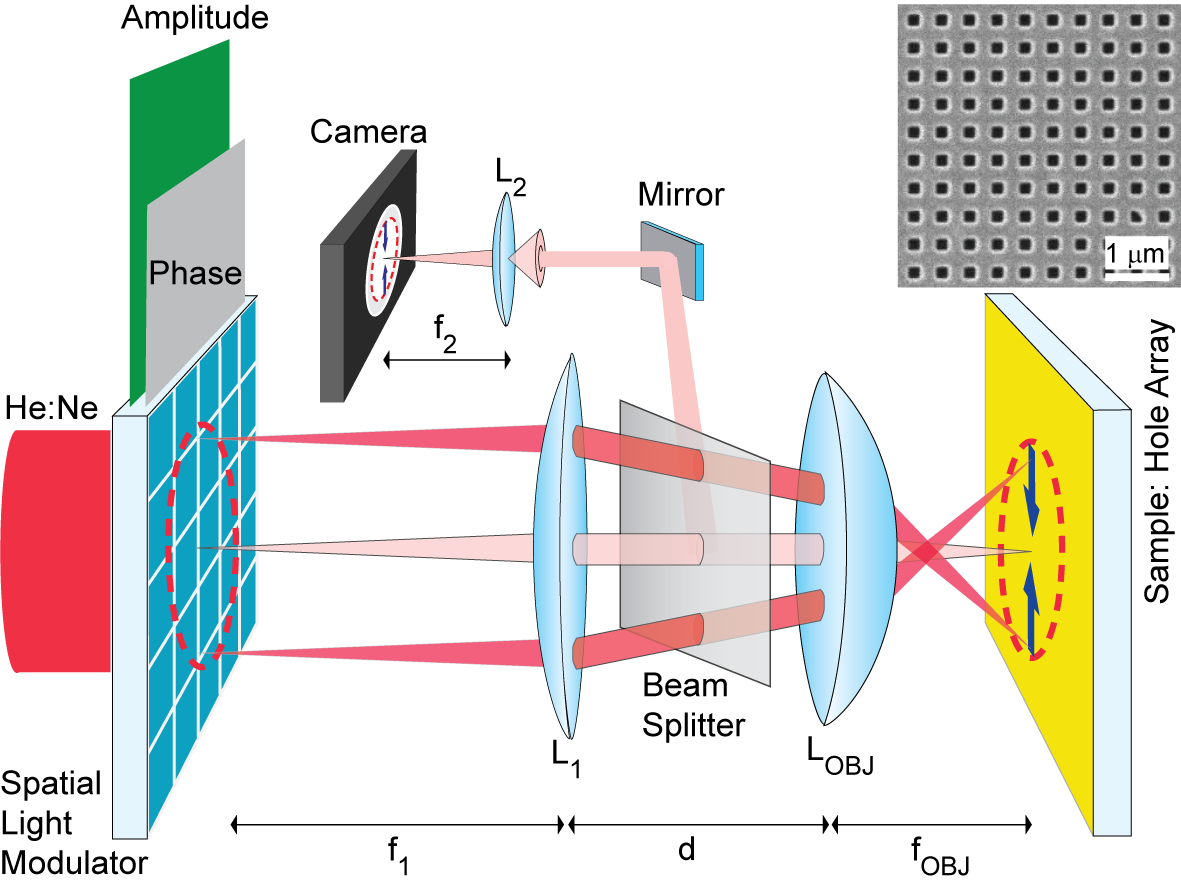 Amplitude
Camera
L2
Mirror
Phase
1 μm
f2
He:Ne
Sample: Hole Array
Beam
Splitter
L1
LOBJ
Spatial
Light
Modulator
f1
d
fOBJ